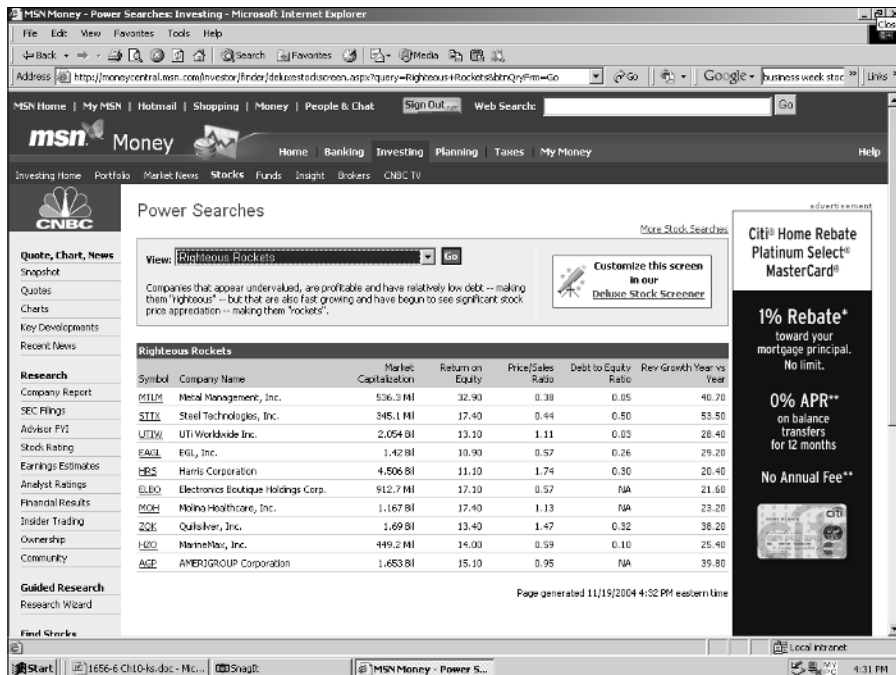 MSN Money - Power Searches: Investing - Microsoft Internet Explorer
Clos
File Edit View Favorites Tools Help
Back Search Favorites Media
Address http://moneycentral.msn.com/investor/finder/deluxestockscreen.aspx?query=Righteous+Rockets&btnQryFrm=Go Go Google business week stoc » Links »
MSN Home | My MSN | Hotmail | Shopping | Money | People & Chat Sign Out.net Web Search: Go
msn Money
Home Banking Investing Planning Taxes My Money Help
Investing Home Portfolio Market News Stocks Funds Insight Brokers CNBC TV
CNBC
Quote, Chart, News
Snapshot
Quotes
Charts
Key Developments
Recent News
Research
Company Report
SEC Filings
Advisor FYI
Stock Rating
Earnings Estimates
Analyst Ratings
Financial Results
Insider Trading
Ownership
Community
Guided Research
Research Wizard
Find Stocks
Power Searches
More Stock Searches
View: Righteous Rockets Go
Companies that appear undervalued, are profitable and have relatively low debt -- making
them "righteous" -- but that are also fast growing and have begun to see significant stock
price appreciation -- making them "rockets".
Customize this screen
in our
Deluxe Stock Screener
Righteous Rockets
Symbol Company Name Market Capitalization Return on Equity Price/Sales Ratio Debt to Equity Ratio Rev Growth Year vs Year
MTLM Metal Management, Inc. 536.3 Mil 32.90 0.38 0.05 40.70
STTX Steel Technologies, Inc. 345.1 Mil 17.40 0.44 0.50 53.50
UTIW UTi Worldwide Inc. 2.054 Bil 13.10 1.11 0.03 28.40
EAGL EGL, Inc. 1.42 Bil 10.90 0.57 0.26 29.20
HRS Harris Corporation 4.506 Bil 11.10 1.74 0.30 20.40
ELBO Electronics Boutique Holdings Corp. 912.7 Mil 17.10 0.57 NA 21.60
MOH Molina Healthcare, Inc. 1.167 Bil 17.40 1.13 NA 23.20
ZQK Quiksilver, Inc. 1.69 Bil 13.40 1.47 0.32 38.20
HZO MarineMax, Inc. 449.2 Mil 14.00 0.59 0.10 25.40
AGP AMERIGROUP Corporation 1.653 Bil 15.10 0.95 NA 39.80
Page generated 11/19/2004 4:32 PM eastern time
advertisement
Citi® Home Rebate
Platinum Select®
MasterCard®
1% Rebate*
toward your
mortgage principal.
No limit.
0% APR**
on balance
transfers
for 12 months
No Annual Fee**
citi
Local intranet
Start 1656-6 Ch10-ks.doc - Mic... SnagIt MSN Money - Power S... 4:31 PM